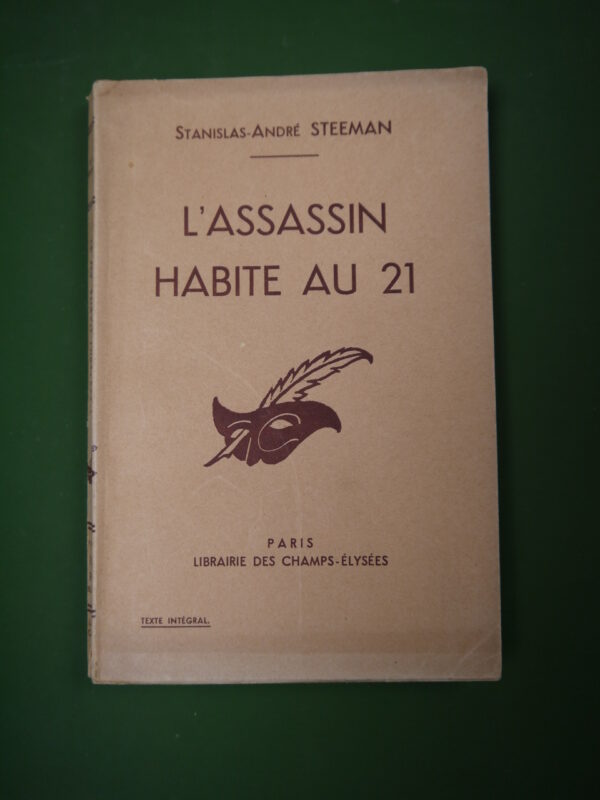 STANISLAS-ANDRÉ STEEMAN
L'ASSASSIN
HABITE AU 21
PARIS
LIBRAIRIE DES CHAMPS-ÉLYSÉES
TEXTE INTÉGRAL.